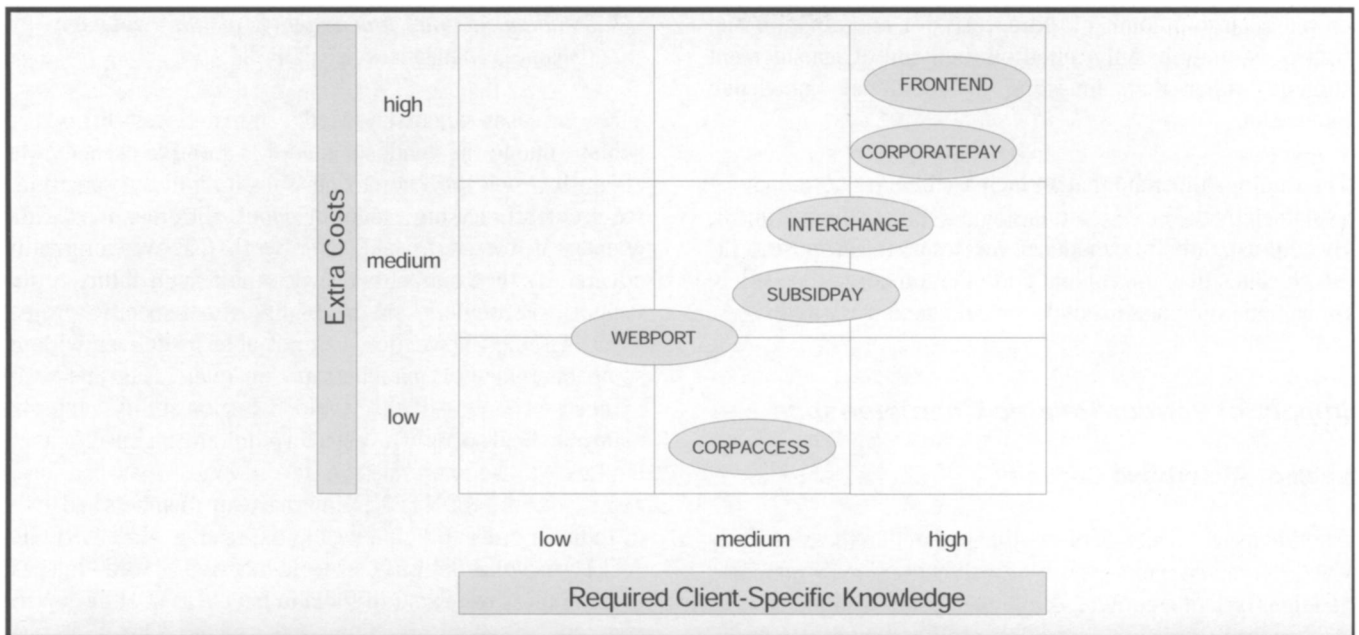 FRONTEND
high
CORPORATEPAY
INTERCHANGE
Extra Costs
medium
SUBSIDPAY
WEBPORT
low
CORPACCESS
low medium high
Required Client-Specific Knowledge